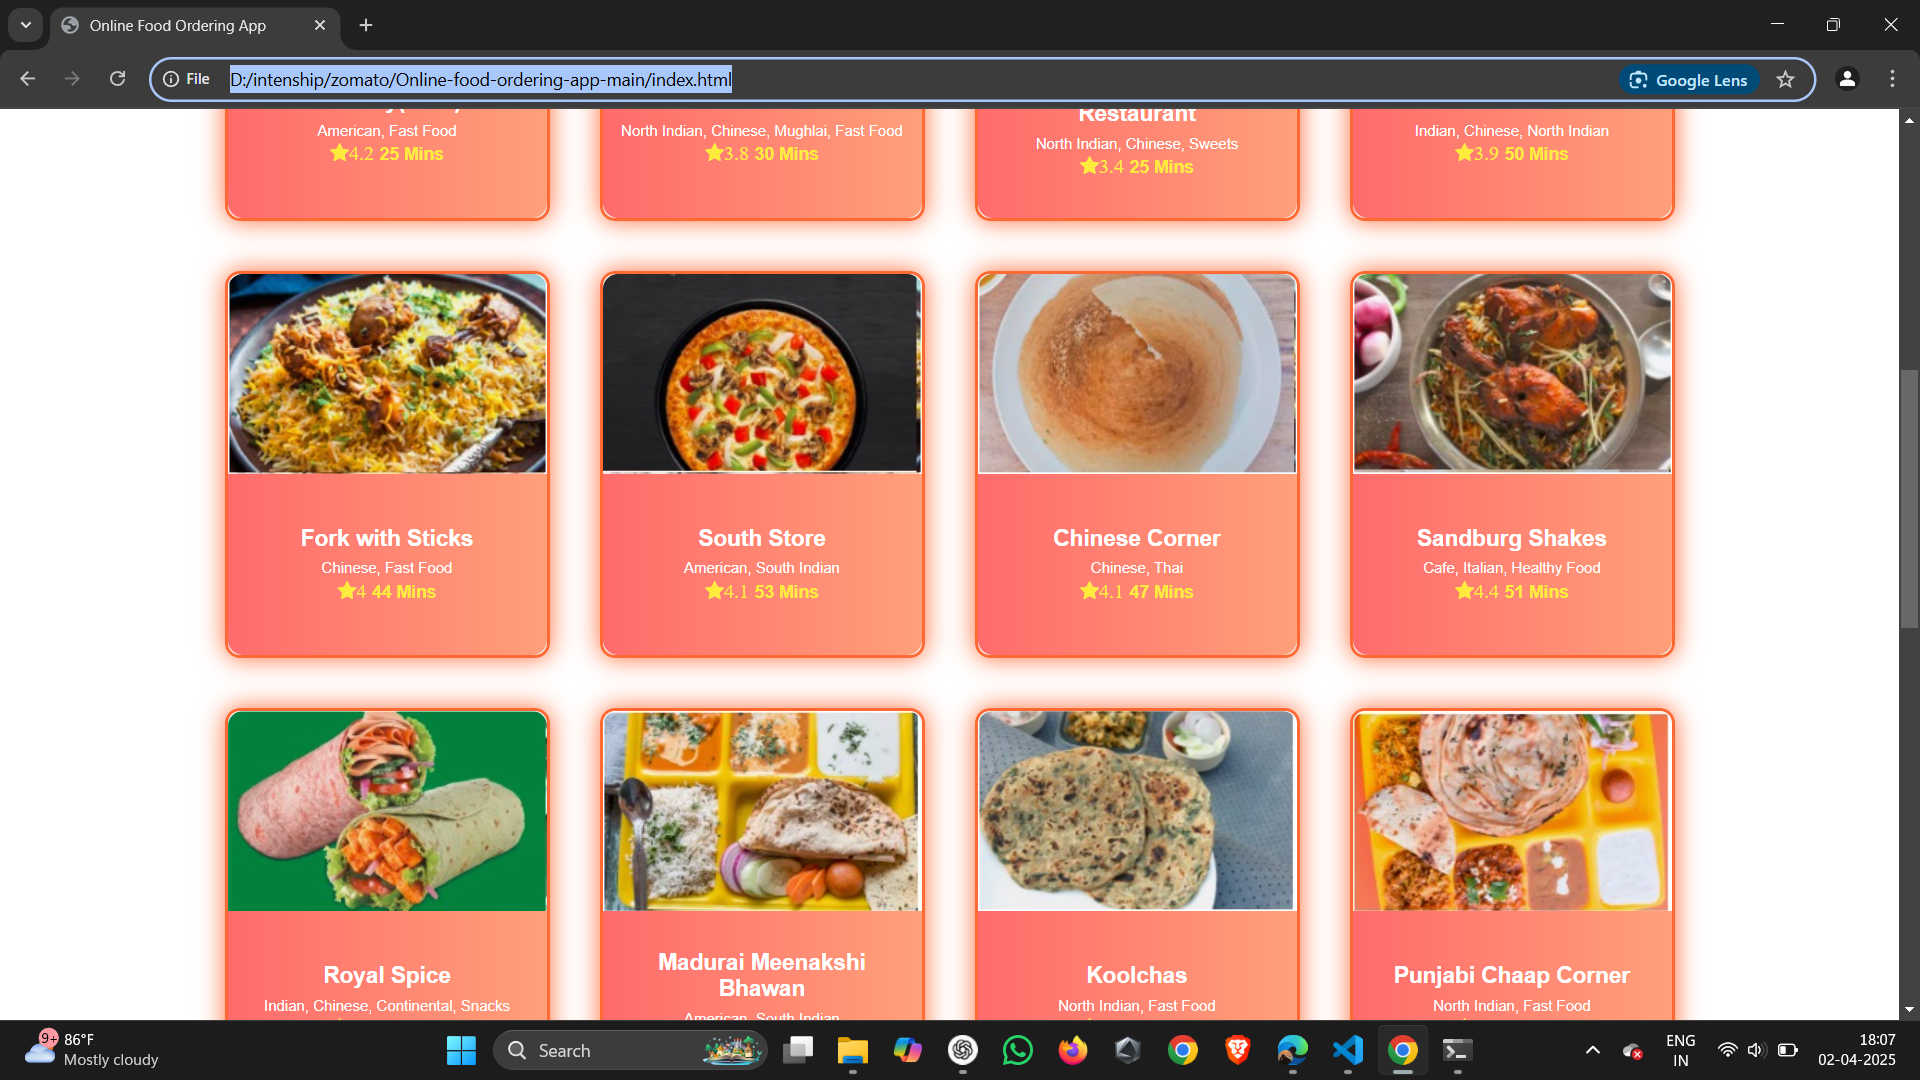 Online Food Ordering App
File D:/intenship/zomato/Online-food-ordering-app-main/index.html Google Lens
American, Fast Food
4.2 25 Mins
North Indian, Chinese, Mughlai, Fast Food
3.8 30 Mins
Restaurant
North Indian, Chinese, Sweets
3.4 25 Mins
Indian, Chinese, North Indian
3.9 50 Mins
Fork with Sticks
Chinese, Fast Food
4 44 Mins
South Store
American, South Indian
4.1 53 Mins
Chinese Corner
Chinese, Thai
4.1 47 Mins
Sandburg Shakes
Cafe, Italian, Healthy Food
4.4 51 Mins
Royal Spice
Indian, Chinese, Continental, Snacks
Madurai Meenakshi
Bhawan
American, South Indian
Koolchas
North Indian, Fast Food
Punjabi Chaap Corner
North Indian, Fast Food
9+
86°F
Mostly cloudy
Search
ENG
IN
18:07
02-04-2025